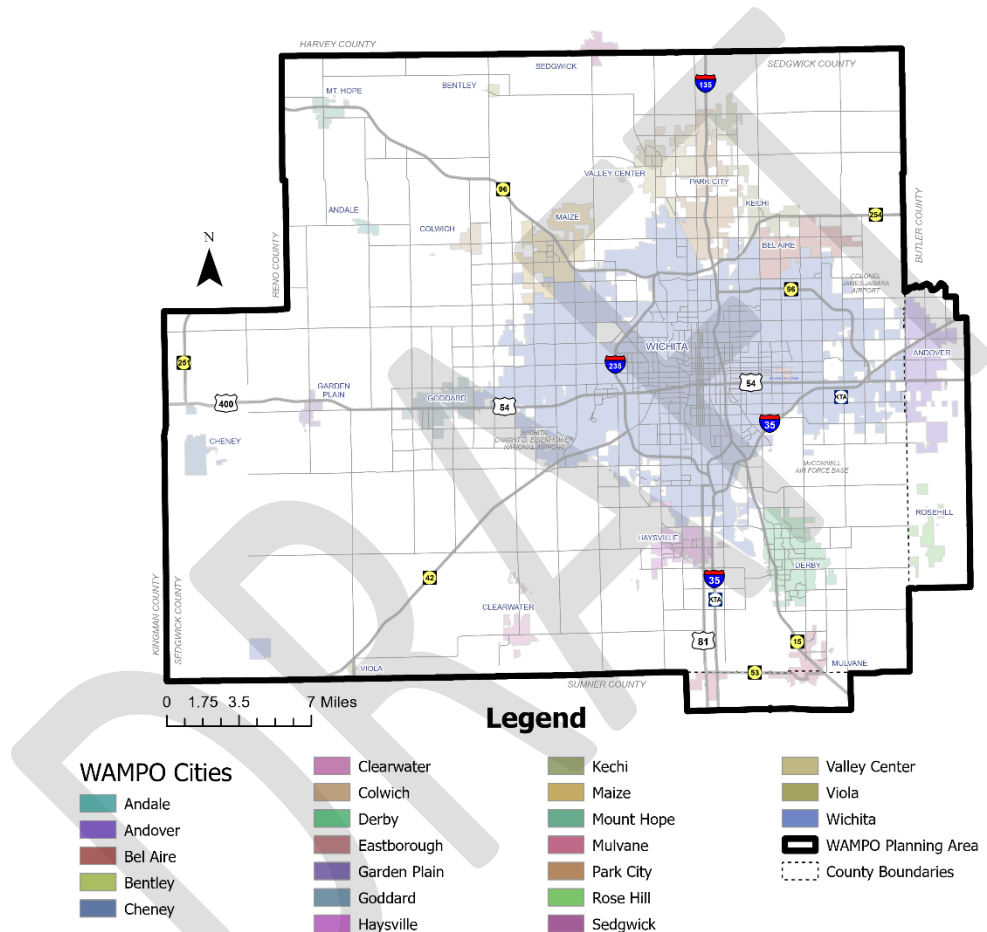 HARVEY COUNTY
SEDGWICK
SEDGWICK COUNTY
135
MT. HOPE
BENTLEY
VALLEY CENTER
PARK CITY
96
KECHI
ANDALE
MAIZE
254
COLWICH
BEL AIRE
N
RENO COUNTY
BUTLER COUNTY
COLONEL
JAMES JABARA
AIRPORT
96
WICHITA
ANDOVER
251
235
54
GARDEN
PLAIN
GODDARD
KTA
400
54
35
CHENEY
WICHITA
DWIGHT D. EISENHOWER
NATIONAL AIRPORT
McCONNELL
AIR FORCE BASE
ROSEHILL
HAYSVILLE
DERBY
42
35
KTA
KINGMAN COUNTY
SEDGWICK COUNTY
CLEARWATER
81
15
VIOLA
53
MULVANE
SUMNER COUNTY
0 1.75 3.5 7 Miles
DRAFT
Legend
WAMPO Cities
Andale
Andover
Bel Aire
Bentley
Cheney
Clearwater
Colwich
Derby
Eastborough
Garden Plain
Goddard
Haysville
Kechi
Maize
Mount Hope
Mulvane
Park City
Rose Hill
Sedgwick
Valley Center
Viola
Wichita
WAMPO Planning Area
County Boundaries